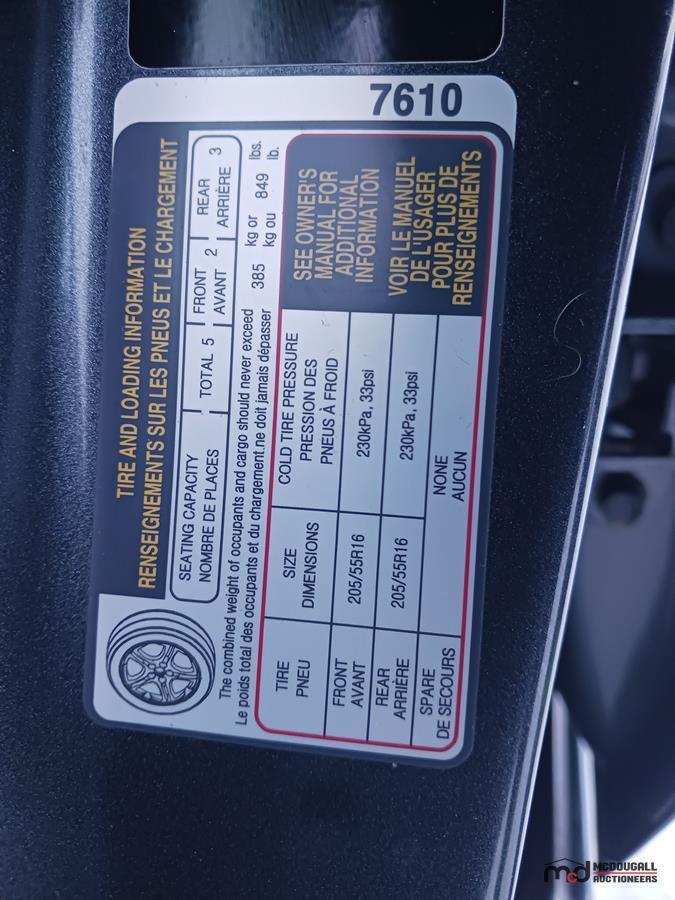 7610
TIRE AND LOADING INFORMATION
RENSEIGNEMENTS SUR LES PNEUS ET LE CHARGEMENT
SEATING CAPACITY
NOMBRE DE PLACES
TOTAL 5
FRONT
AVANT 2
REAR
ARRIÈRE 3
The combined weight of occupants and cargo should never exceed 385 kg or 849 lbs.
Le poids total des occupants et du chargement.ne doit jamais dépasser kg ou lb.
TIRE
PNEU
SIZE
DIMENSIONS
COLD TIRE PRESSURE
PRESSION DES
PNEUS À FROID
FRONT
AVANT
205/55R16
230kPa, 33psi
REAR
ARRIÈRE
205/55R16
230kPa, 33psi
SPARE
DE SECOURS
NONE
AUCUN
SEE OWNER'S
MANUAL FOR
ADDITIONAL
INFORMATION
VOIR LE MANUEL
DE L'USAGER
POUR PLUS DE
RENSEIGNEMENTS
mcd MCDOUGALL
AUCTIONEERS